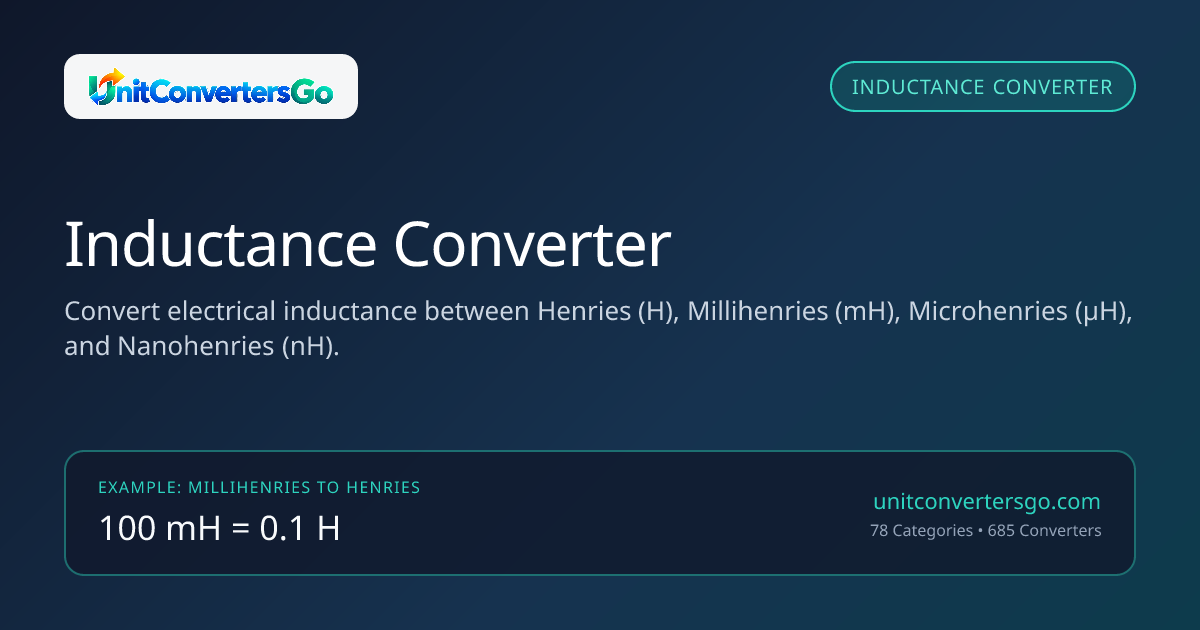 UnitConvertersGo
INDUCTANCE CONVERTER
Inductance Converter
Convert electrical inductance between Henries (H), Millihenries (mH), Microhenries (µH),
and Nanohenries (nH).
EXAMPLE: MILLIHENRIES TO HENRIES
100 mH = 0.1 H
unitconvertersgo.com
78 Categories • 685 Converters